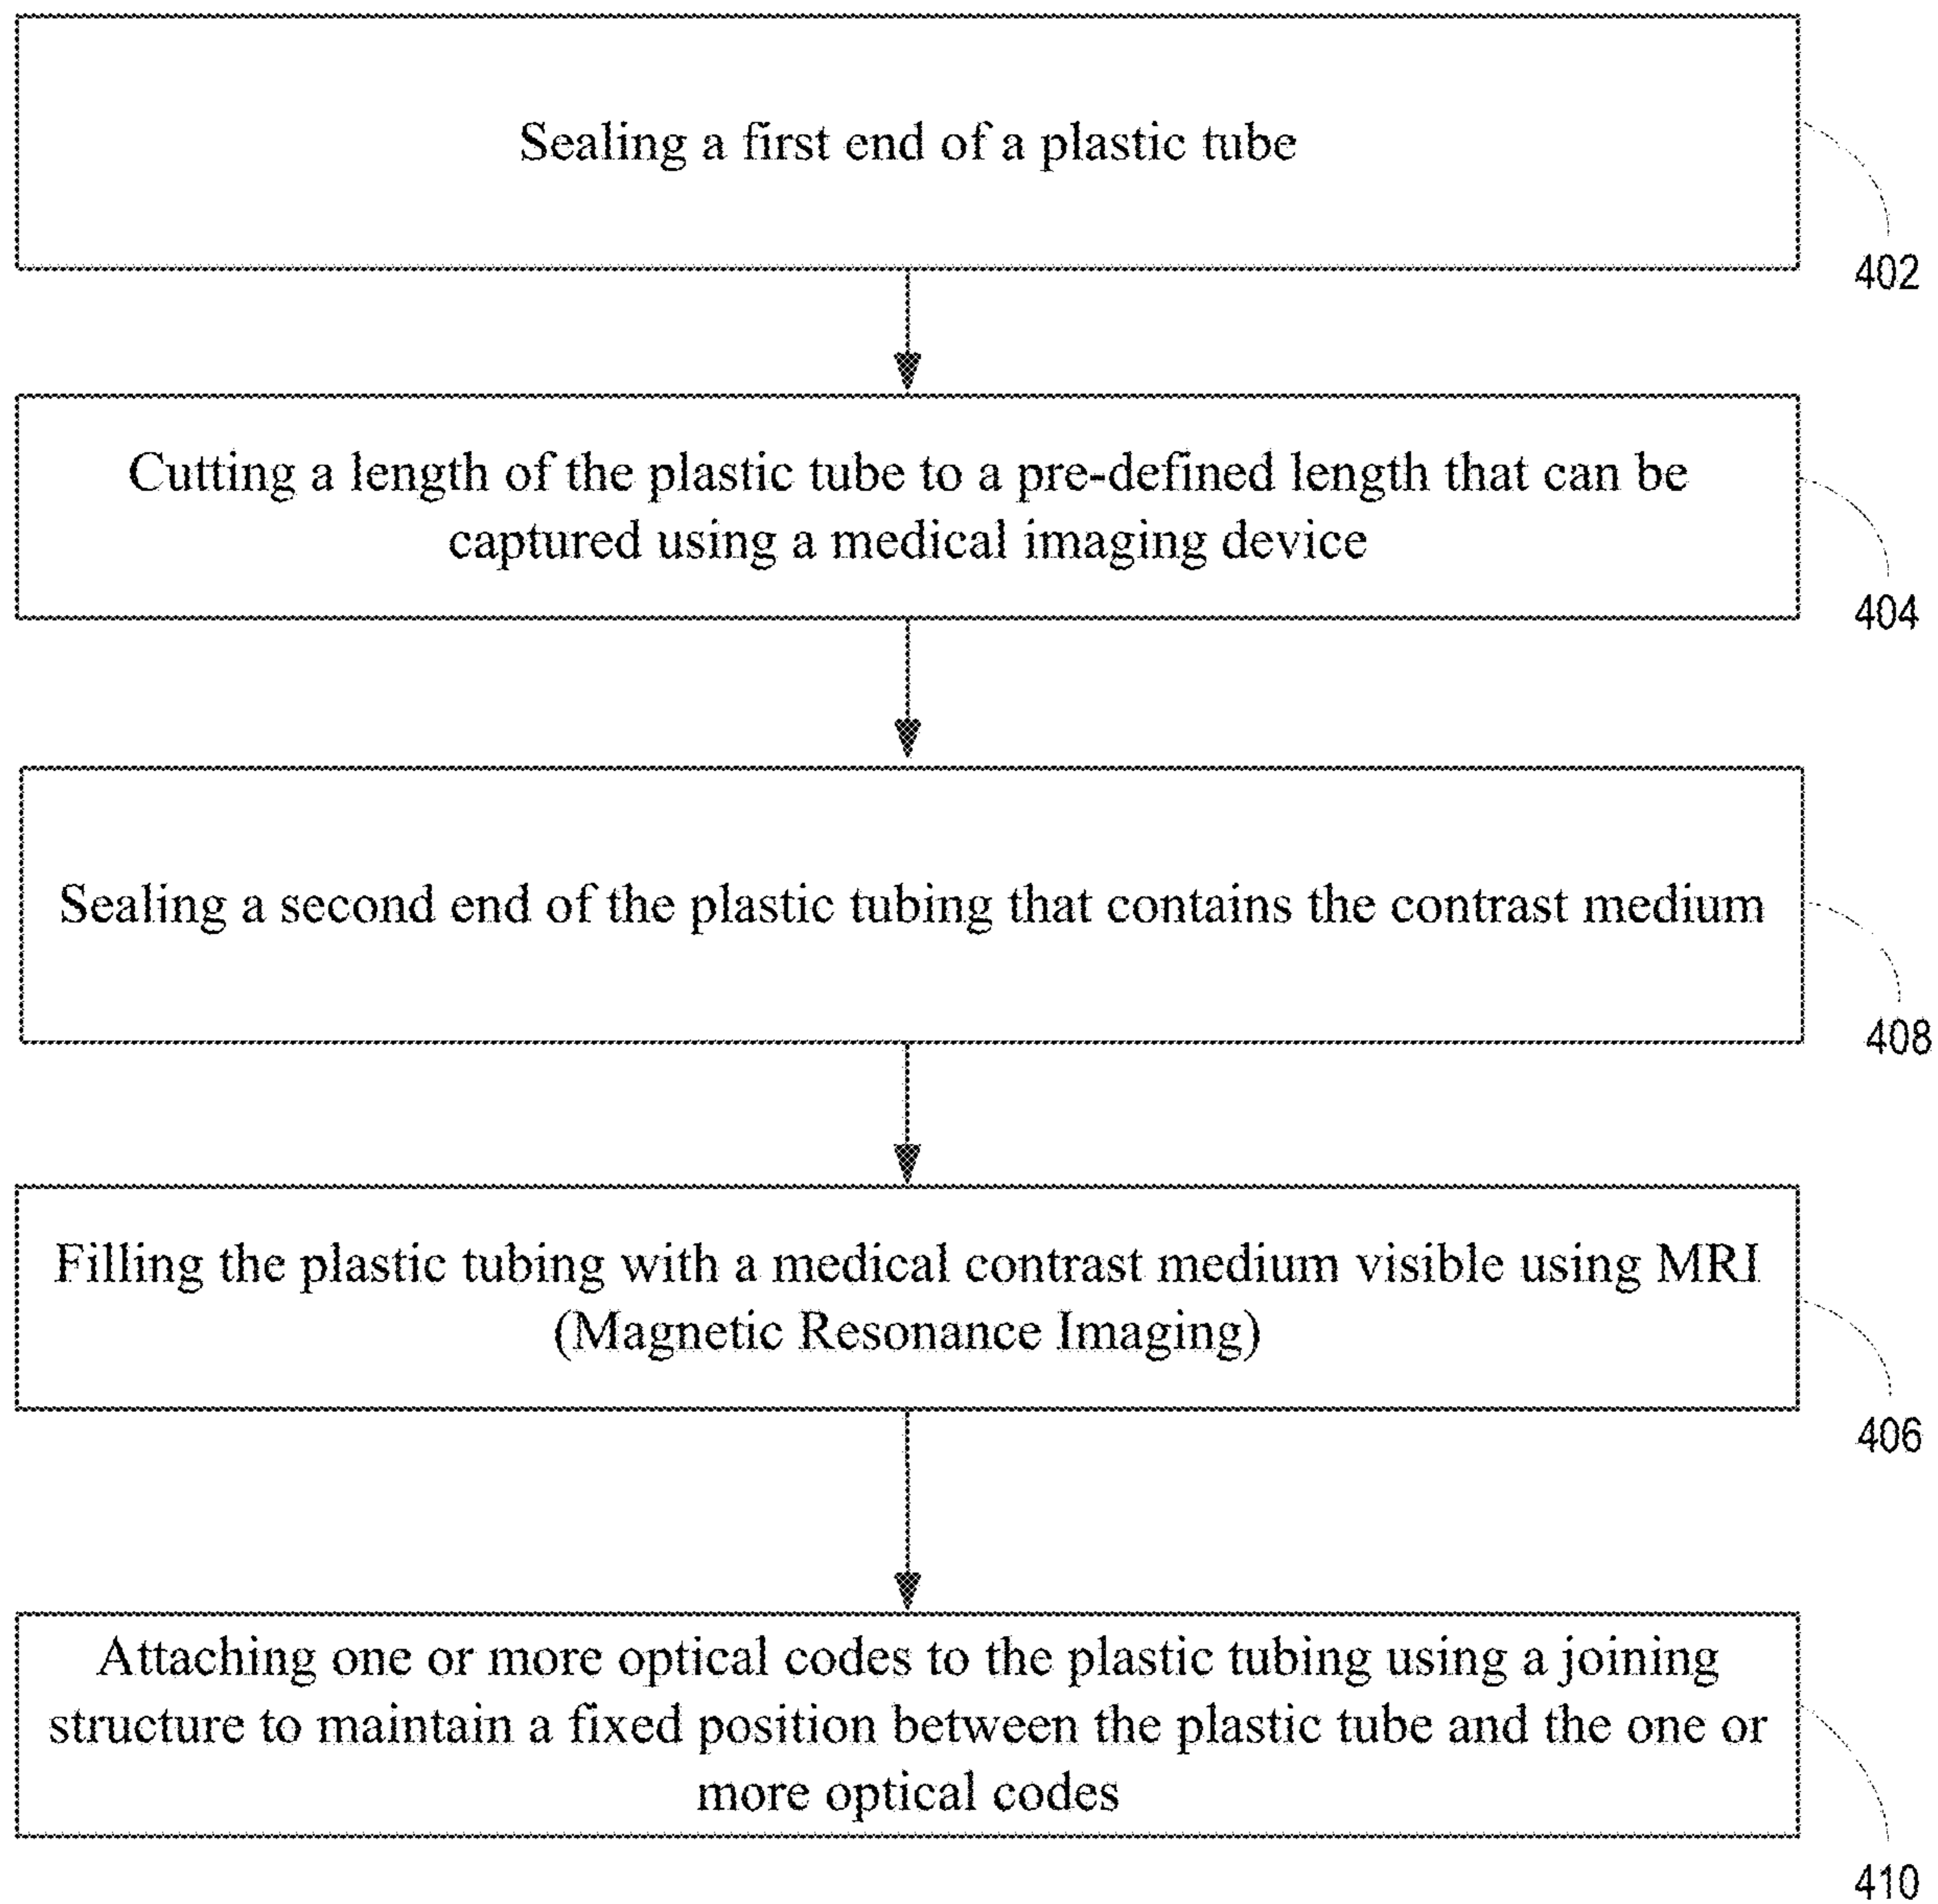 Sealing a first end of a plastic tube
402
Cutting a length of the plastic tube to a pre-defined length that can be
captured using a medical imaging device
404
Sealing a second end of the plastic tubing that contains the contrast medium
408
Filling the plastic tubing with a medical contrast medium visible using MRI
(Magnetic Resonance Imaging)
406
Attaching one or more optical codes to the plastic tubing using a joining
structure to maintain a fixed position between the plastic tube and the one or
more optical codes
410